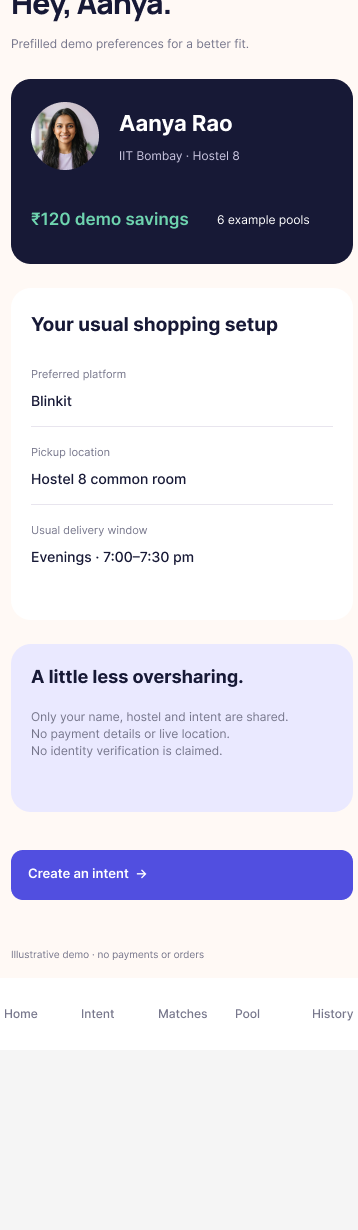 Hey, Aanya.
Prefilled demo preferences for a better fit.
Aanya Rao
IIT Bombay · Hostel 8
₹120 demo savings
6 example pools
Your usual shopping setup
Preferred platform
Blinkit
Pickup location
Hostel 8 common room
Usual delivery window
Evenings · 7:00–7:30 pm
A little less oversharing.
Only your name, hostel and intent are shared.
No payment details or live location.
No identity verification is claimed.
Create an intent →
Illustrative demo · no payments or orders
Home
Intent
Matches
Pool
History